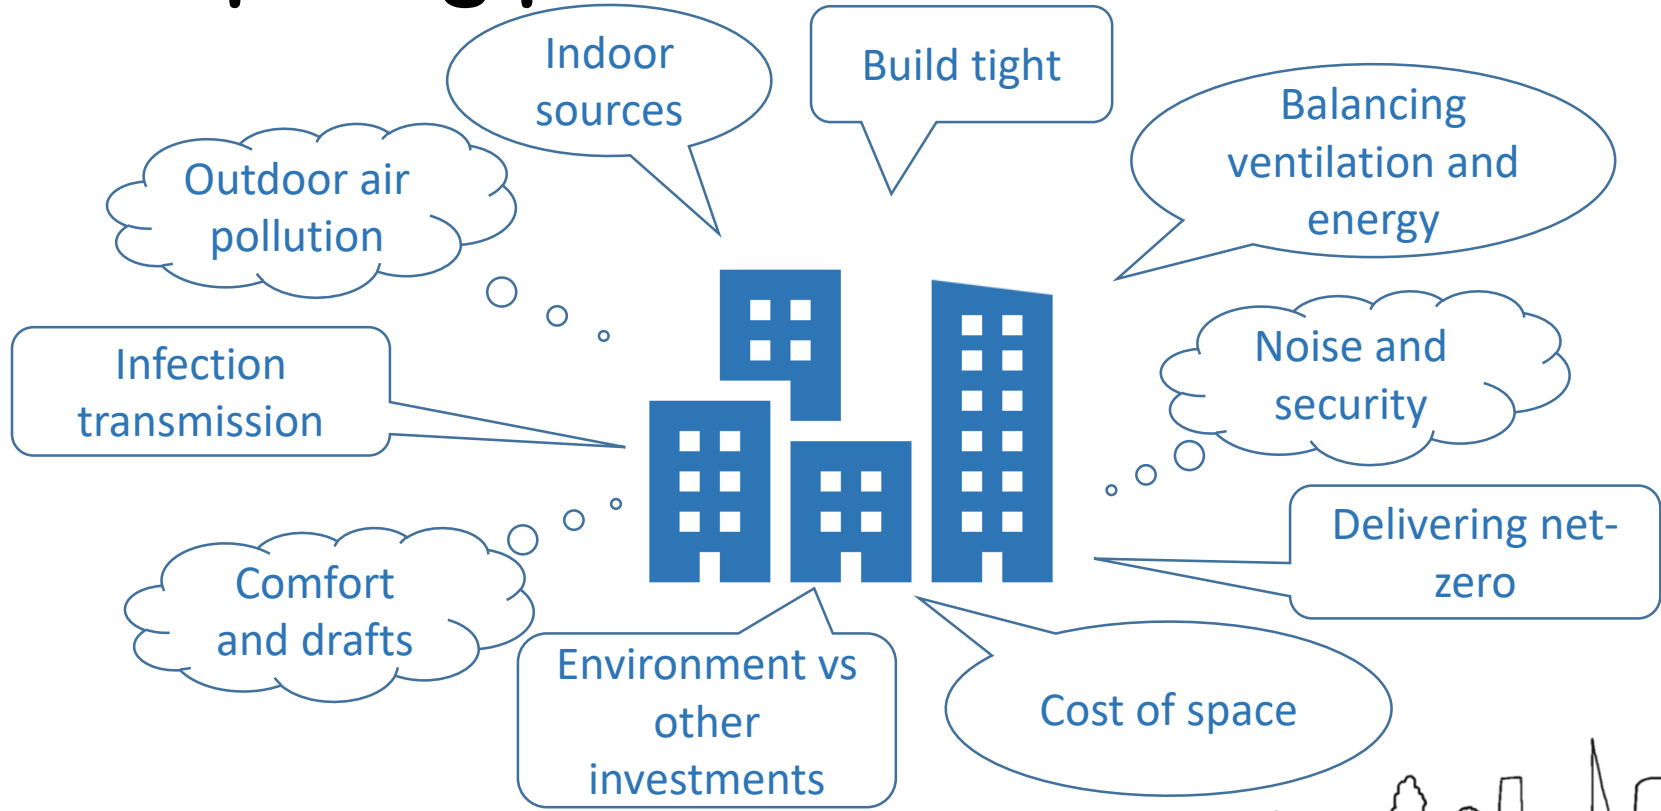 Indoor
sources
Build tight
Balancing
ventilation and
energy
Outdoor air
pollution
Noise and
security
Infection
transmission
Delivering net-
zero
Comfort
and drafts
Environment vs
other
investments
Cost of space